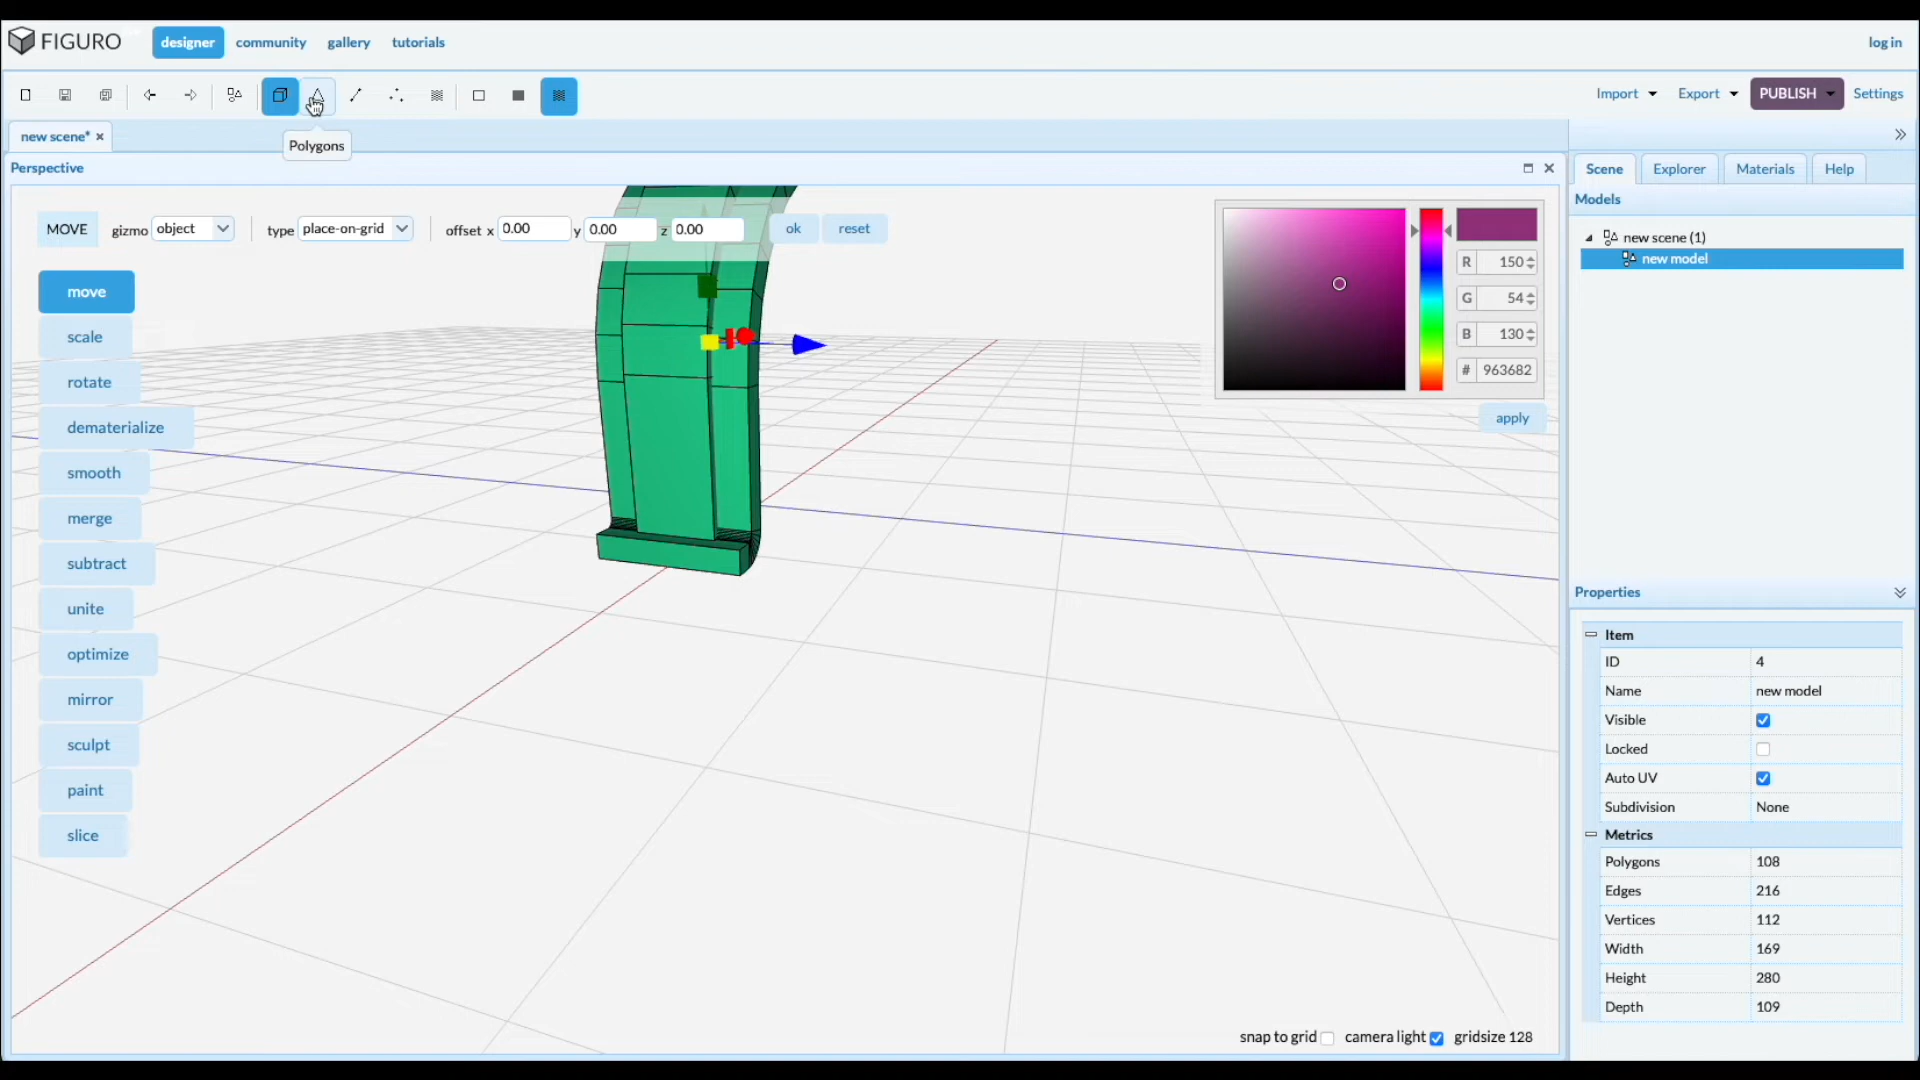 FIGURO designer community gallery tutorials log in
Import Export PUBLISH Settings
new scene* ×
Polygons
Perspective
MOVE gizmo object type place-on-grid offset x 0.00 y 0.00 z 0.00 ok reset
move
scale
rotate
dematerialize
smooth
merge
subtract
unite
optimize
mirror
sculpt
paint
slice
R 150
G 54
B 130
# 963682
apply
snap to grid camera light gridsize 128
Scene Explorer Materials Help
Models
new scene (1)
new model
Properties
Item
ID 4
Name new model
Visible
Locked
Auto UV
Subdivision None
Metrics
Polygons 108
Edges 216
Vertices 112
Width 169
Height 280
Depth 109